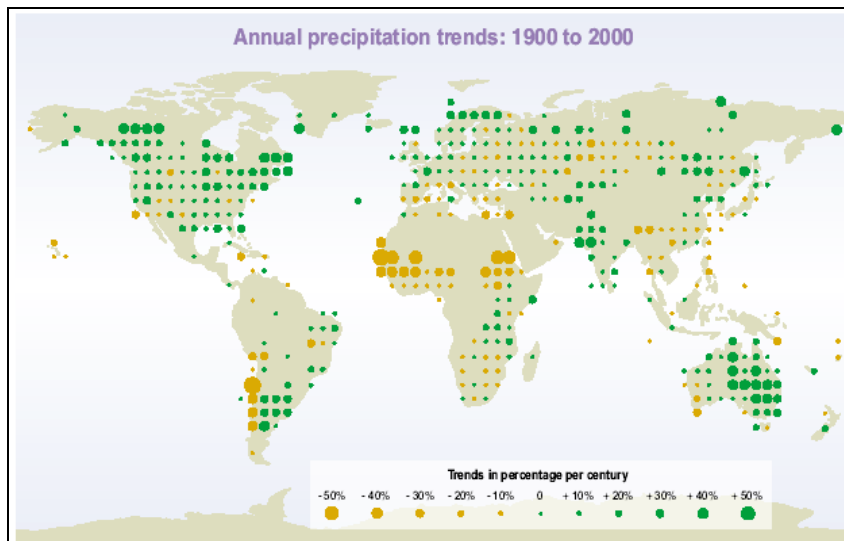 Annual precipitation trends: 1900 to 2000
Trends in percentage per century
- 50% - 40% - 30% - 20% - 10% 0 + 10% + 20% + 30% + 40% + 50%